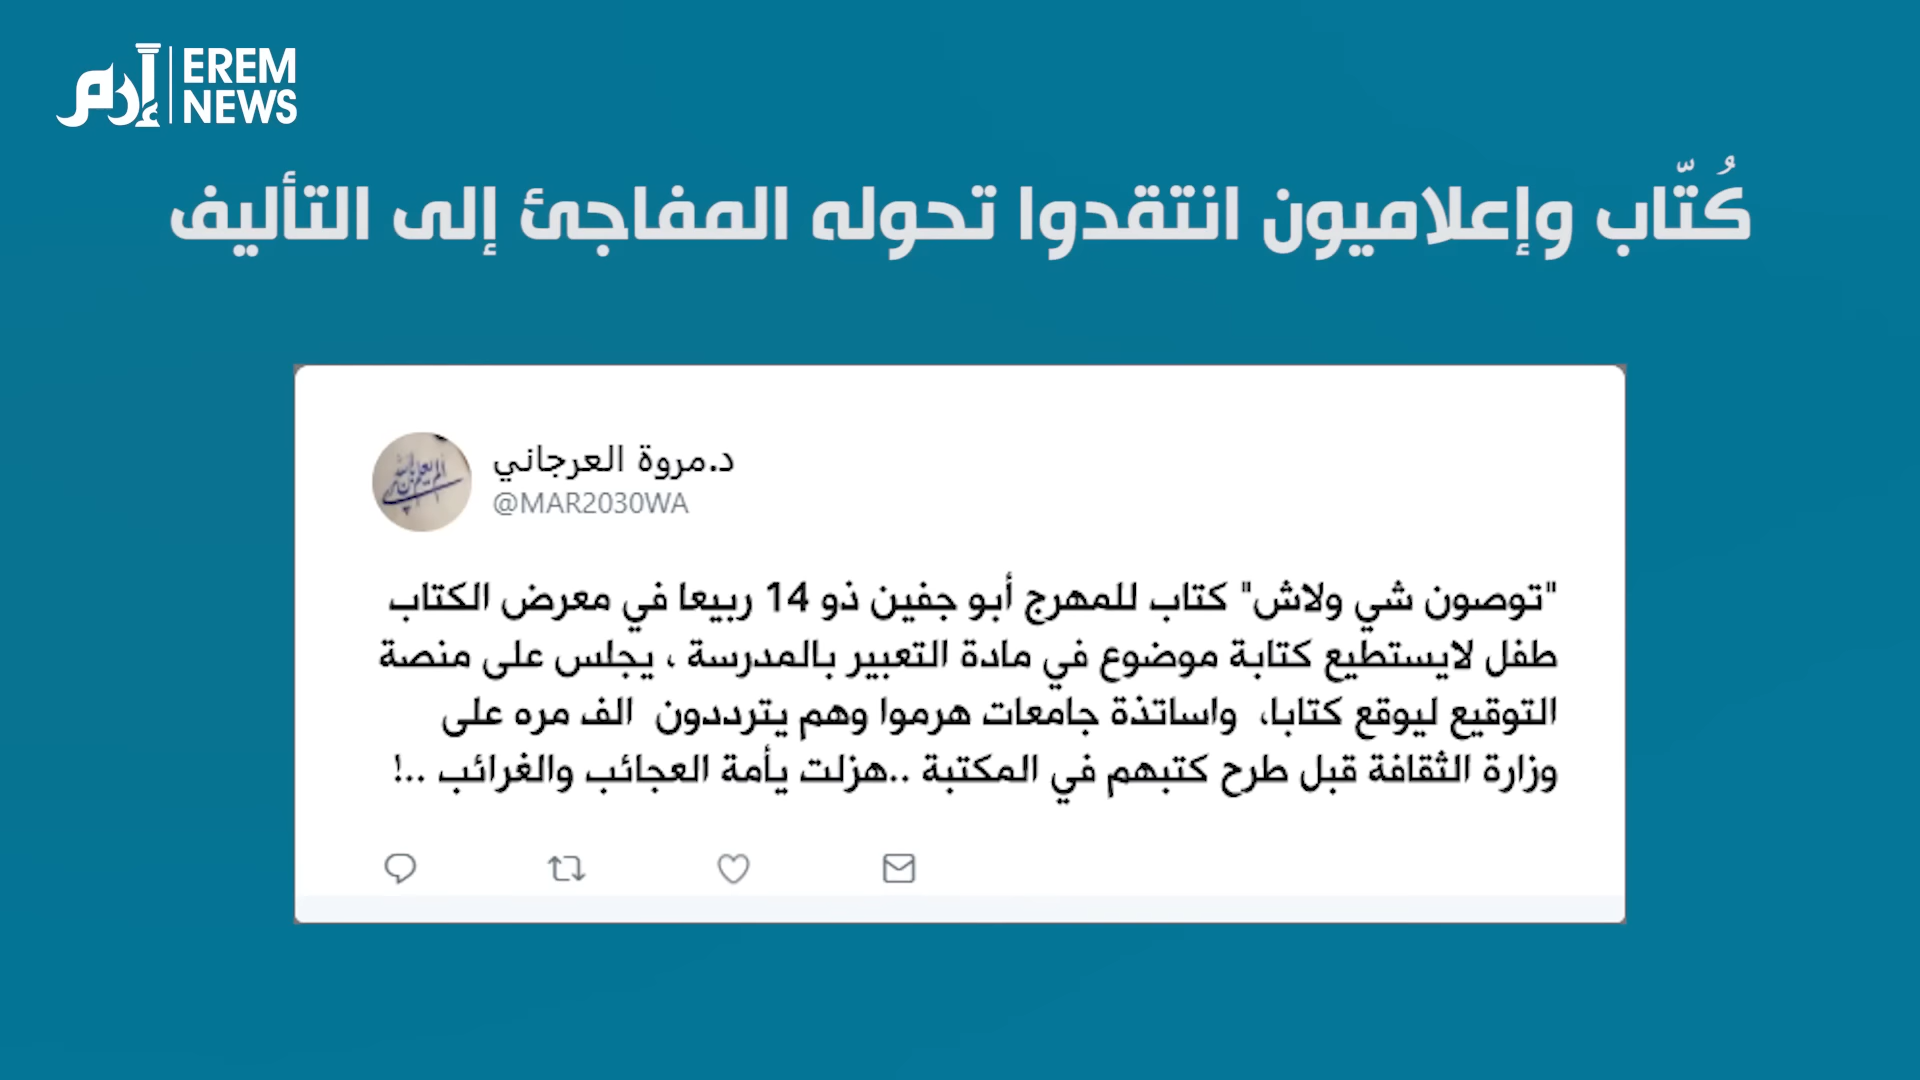 إرم
EREM
NEWS
كُتّاب وإعلاميون انتقدوا تحوله المفاجئ إلى التأليف
د.مروة العرجاني
@MAR2030WA
"توصون شي ولاش" كتاب للمهرج أبو جفين ذو 14 ربيعا في معرض الكتاب
طفل لايستطيع كتابة موضوع في مادة التعبير بالمدرسة ، يجلس على منصة
التوقيع ليوقع كتابا، واساتذة جامعات هرموا وهم يترددون الف مره على
وزارة الثقافة قبل طرح كتبهم في المكتبة ..هزلت يأمة العجائب والغرائب ..!